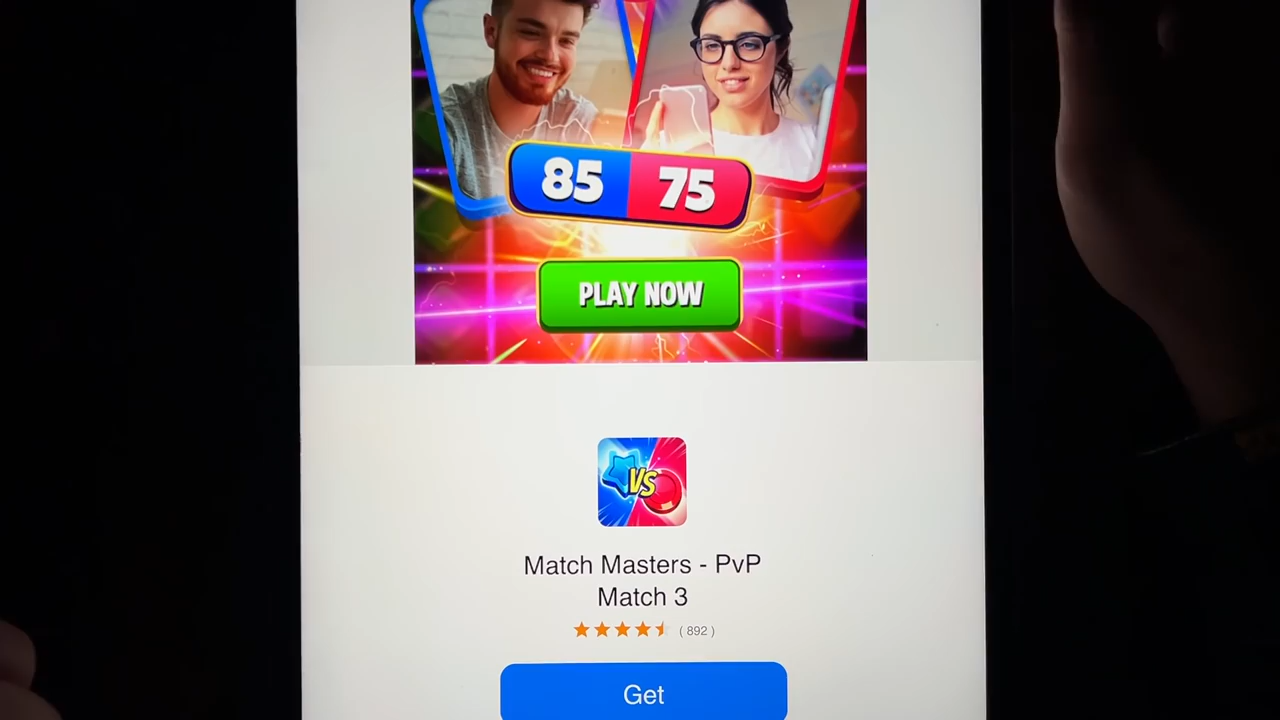 85 75
PLAY NOW
VS
Match Masters - PvP
Match 3
( 892 )
Get